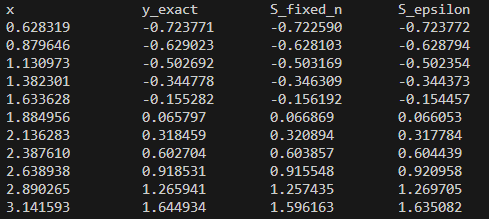 x y_exact S_fixed_n S_epsilon
0.628319 -0.723771 -0.722590 -0.723772
0.879646 -0.629023 -0.628103 -0.628794
1.130973 -0.502692 -0.503169 -0.502354
1.382301 -0.344778 -0.346309 -0.344373
1.633628 -0.155282 -0.156192 -0.154457
1.884956 0.065797 0.066869 0.066053
2.136283 0.318459 0.320894 0.317784
2.387610 0.602704 0.603857 0.604439
2.638938 0.918531 0.915548 0.920958
2.890265 1.265941 1.257435 1.269705
3.141593 1.644934 1.596163 1.635082